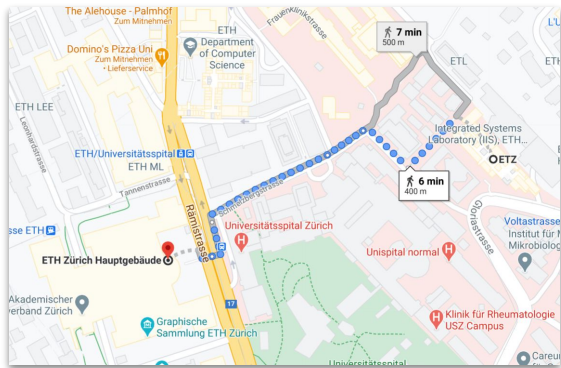 The Alehouse - Palmhof
Zum Mitnehmen
Frauenklinikstrasse
7 min
500 m
Domino's Pizza Uni
Zum Mitnehmen
• Lieferservice
ETH
Department
of Computer
Science
ETL
ETH LEE
Leonhardstrasse
Integrated Systems
Laboratory (IIS), ETH...
ETH/Universitätsspital
ETH ML
ETZ
6 min
400 m
Tannenstrasse
Schmelzbergstrasse
Rämistrasse
Gloriastrasse
Universitätsspital Zürich
Voltastrasse
Institut für M
Mikrobiolog
sse ETH
ETH Zürich Hauptgebäude
Unispital normal
17
Akademischer
verband Zürich
Graphische
Sammlung ETH Zürich
Klinik für Rheumatologie
USZ Campus
Universitätsspital
Careu